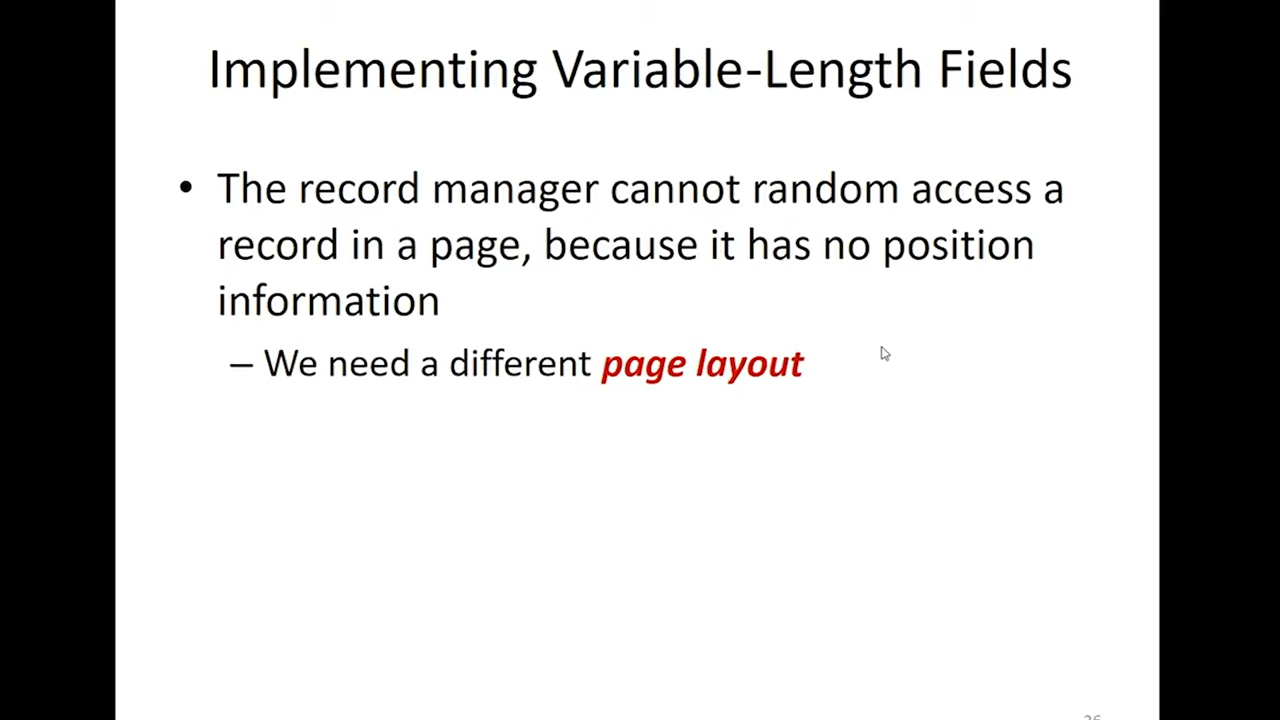 Implementing Variable-Length Fields
• The record manager cannot random access a
record in a page, because it has no position
information
– We need a different page layout